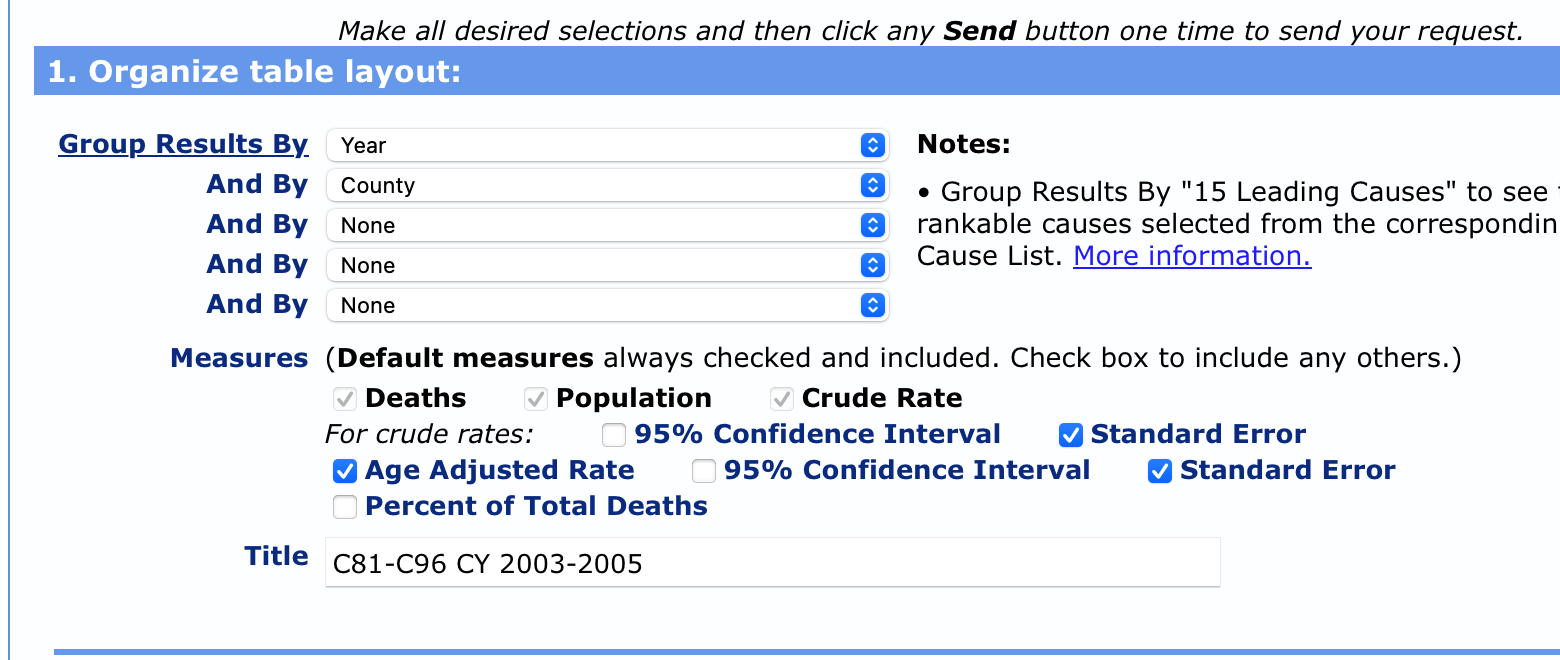 Make all desired selections and then click any Send button one time to send your request.
1. Organize table layout:
Group Results By Year
And By County
And By None
And By None
And By None
Notes:
• Group Results By "15 Leading Causes" to see
rankable causes selected from the correspondin
Cause List. More information.
Measures (Default measures always checked and included. Check box to include any others.)
Deaths Population Crude Rate
For crude rates: 95% Confidence Interval Standard Error
Age Adjusted Rate 95% Confidence Interval Standard Error
Percent of Total Deaths
Title C81-C96 CY 2003-2005